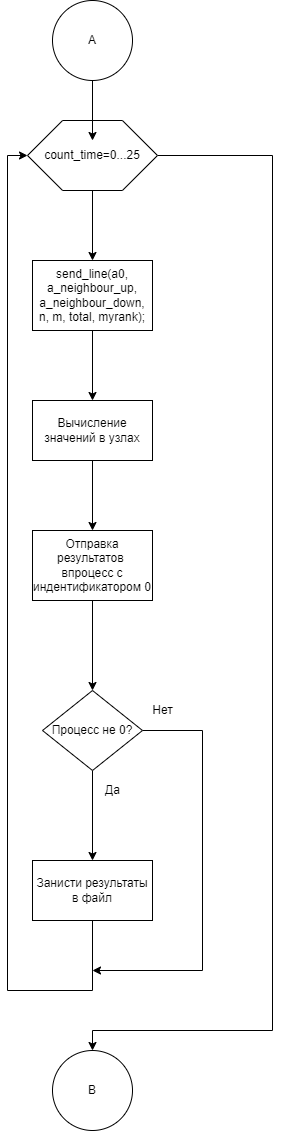 A
count_time=0...25
send_line(a0,
a_neighbour_up,
a_neighbour_down,
n, m, total, myrank);
Вычисление
значений в узлах
Отправка
результатов
впроцесс с
индентификатором 0
Процесс не 0?
Нет
Да
Занисти результаты
в файл
B